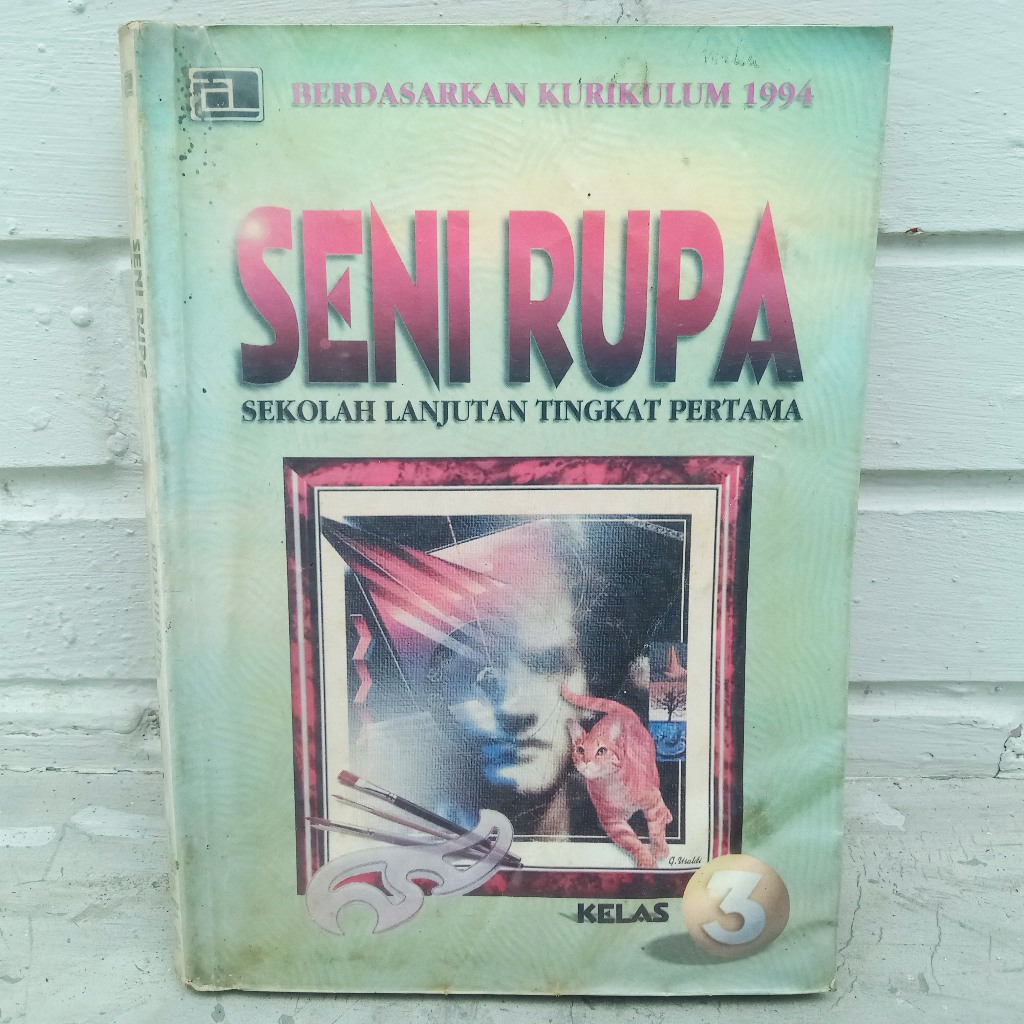 BERDASARKAN KURIKULUM 1994
SENI RUPA
SEKOLAH LANJUTAN TINGKAT PERTAMA
KELAS 3
SENI RUPA